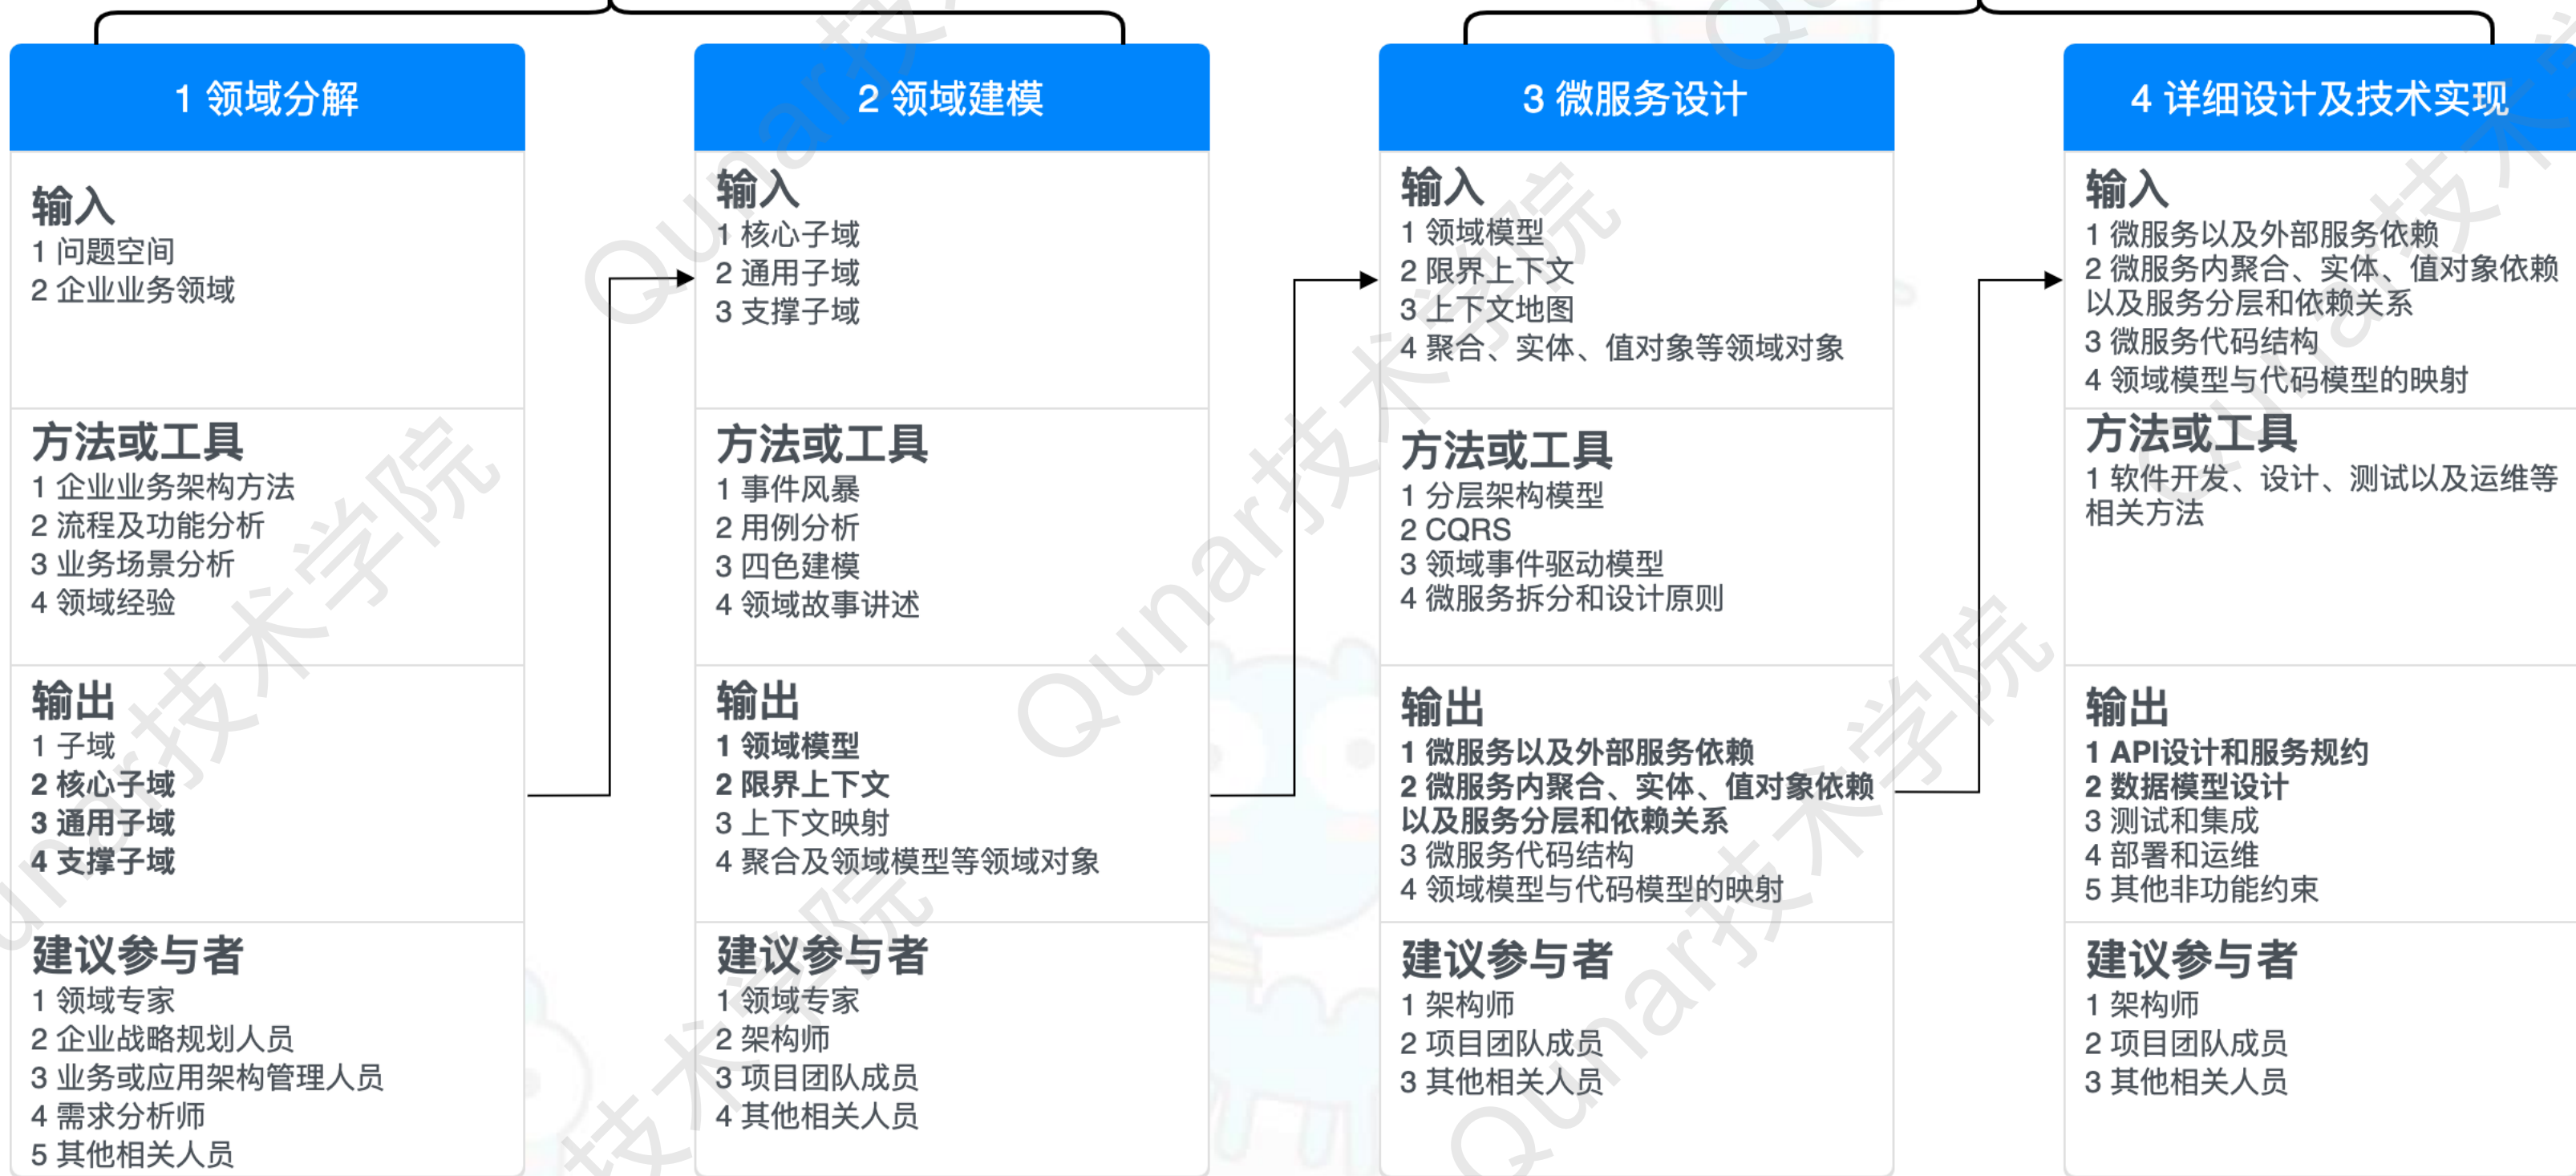 1 领域分解
输入
1 问题空间
2 企业业务领域
方法或工具
1 企业业务架构方法
2 流程及功能分析
3 业务场景分析
4 领域经验
输出
1 子域
2 核心子域
3 通用子域
4 支撑子域
建议参与者
1 领域专家
2 企业战略规划人员
3 业务或应用架构管理人员
4 需求分析师
5 其他相关人员
2 领域建模
输入
1 核心子域
2 通用子域
3 支撑子域
方法或工具
1 事件风暴
2 用例分析
3 四色建模
4 领域故事讲述
输出
1 领域模型
2 限界上下文
3 上下文映射
4 聚合及领域模型等领域对象
建议参与者
1 领域专家
2 架构师
3 项目团队成员
4 其他相关人员
3 微服务设计
输入
1 领域模型
2 限界上下文
3 上下文地图
4 聚合、实体、值对象等领域对象
方法或工具
1 分层架构模型
2 CQRS
3 领域事件驱动模型
4 微服务拆分和设计原则
输出
1 微服务以及外部服务依赖
2 微服务内聚合、实体、值对象依赖
以及服务分层和依赖关系
3 微服务代码结构
4 领域模型与代码模型的映射
建议参与者
1 架构师
2 项目团队成员
3 其他相关人员
4 详细设计及技术实现
输入
1 微服务以及外部服务依赖
2 微服务内聚合、实体、值对象依赖
以及服务分层和依赖关系
3 微服务代码结构
4 领域模型与代码模型的映射
方法或工具
1 软件开发、设计、测试以及运维等
相关方法
输出
1 API设计和服务规约
2 数据模型设计
3 测试和集成
4 部署和运维
5 其他非功能约束
建议参与者
1 架构师
2 项目团队成员
3 其他相关人员
Qunar技术学院
Qunar技术学院
Qunar技术学院